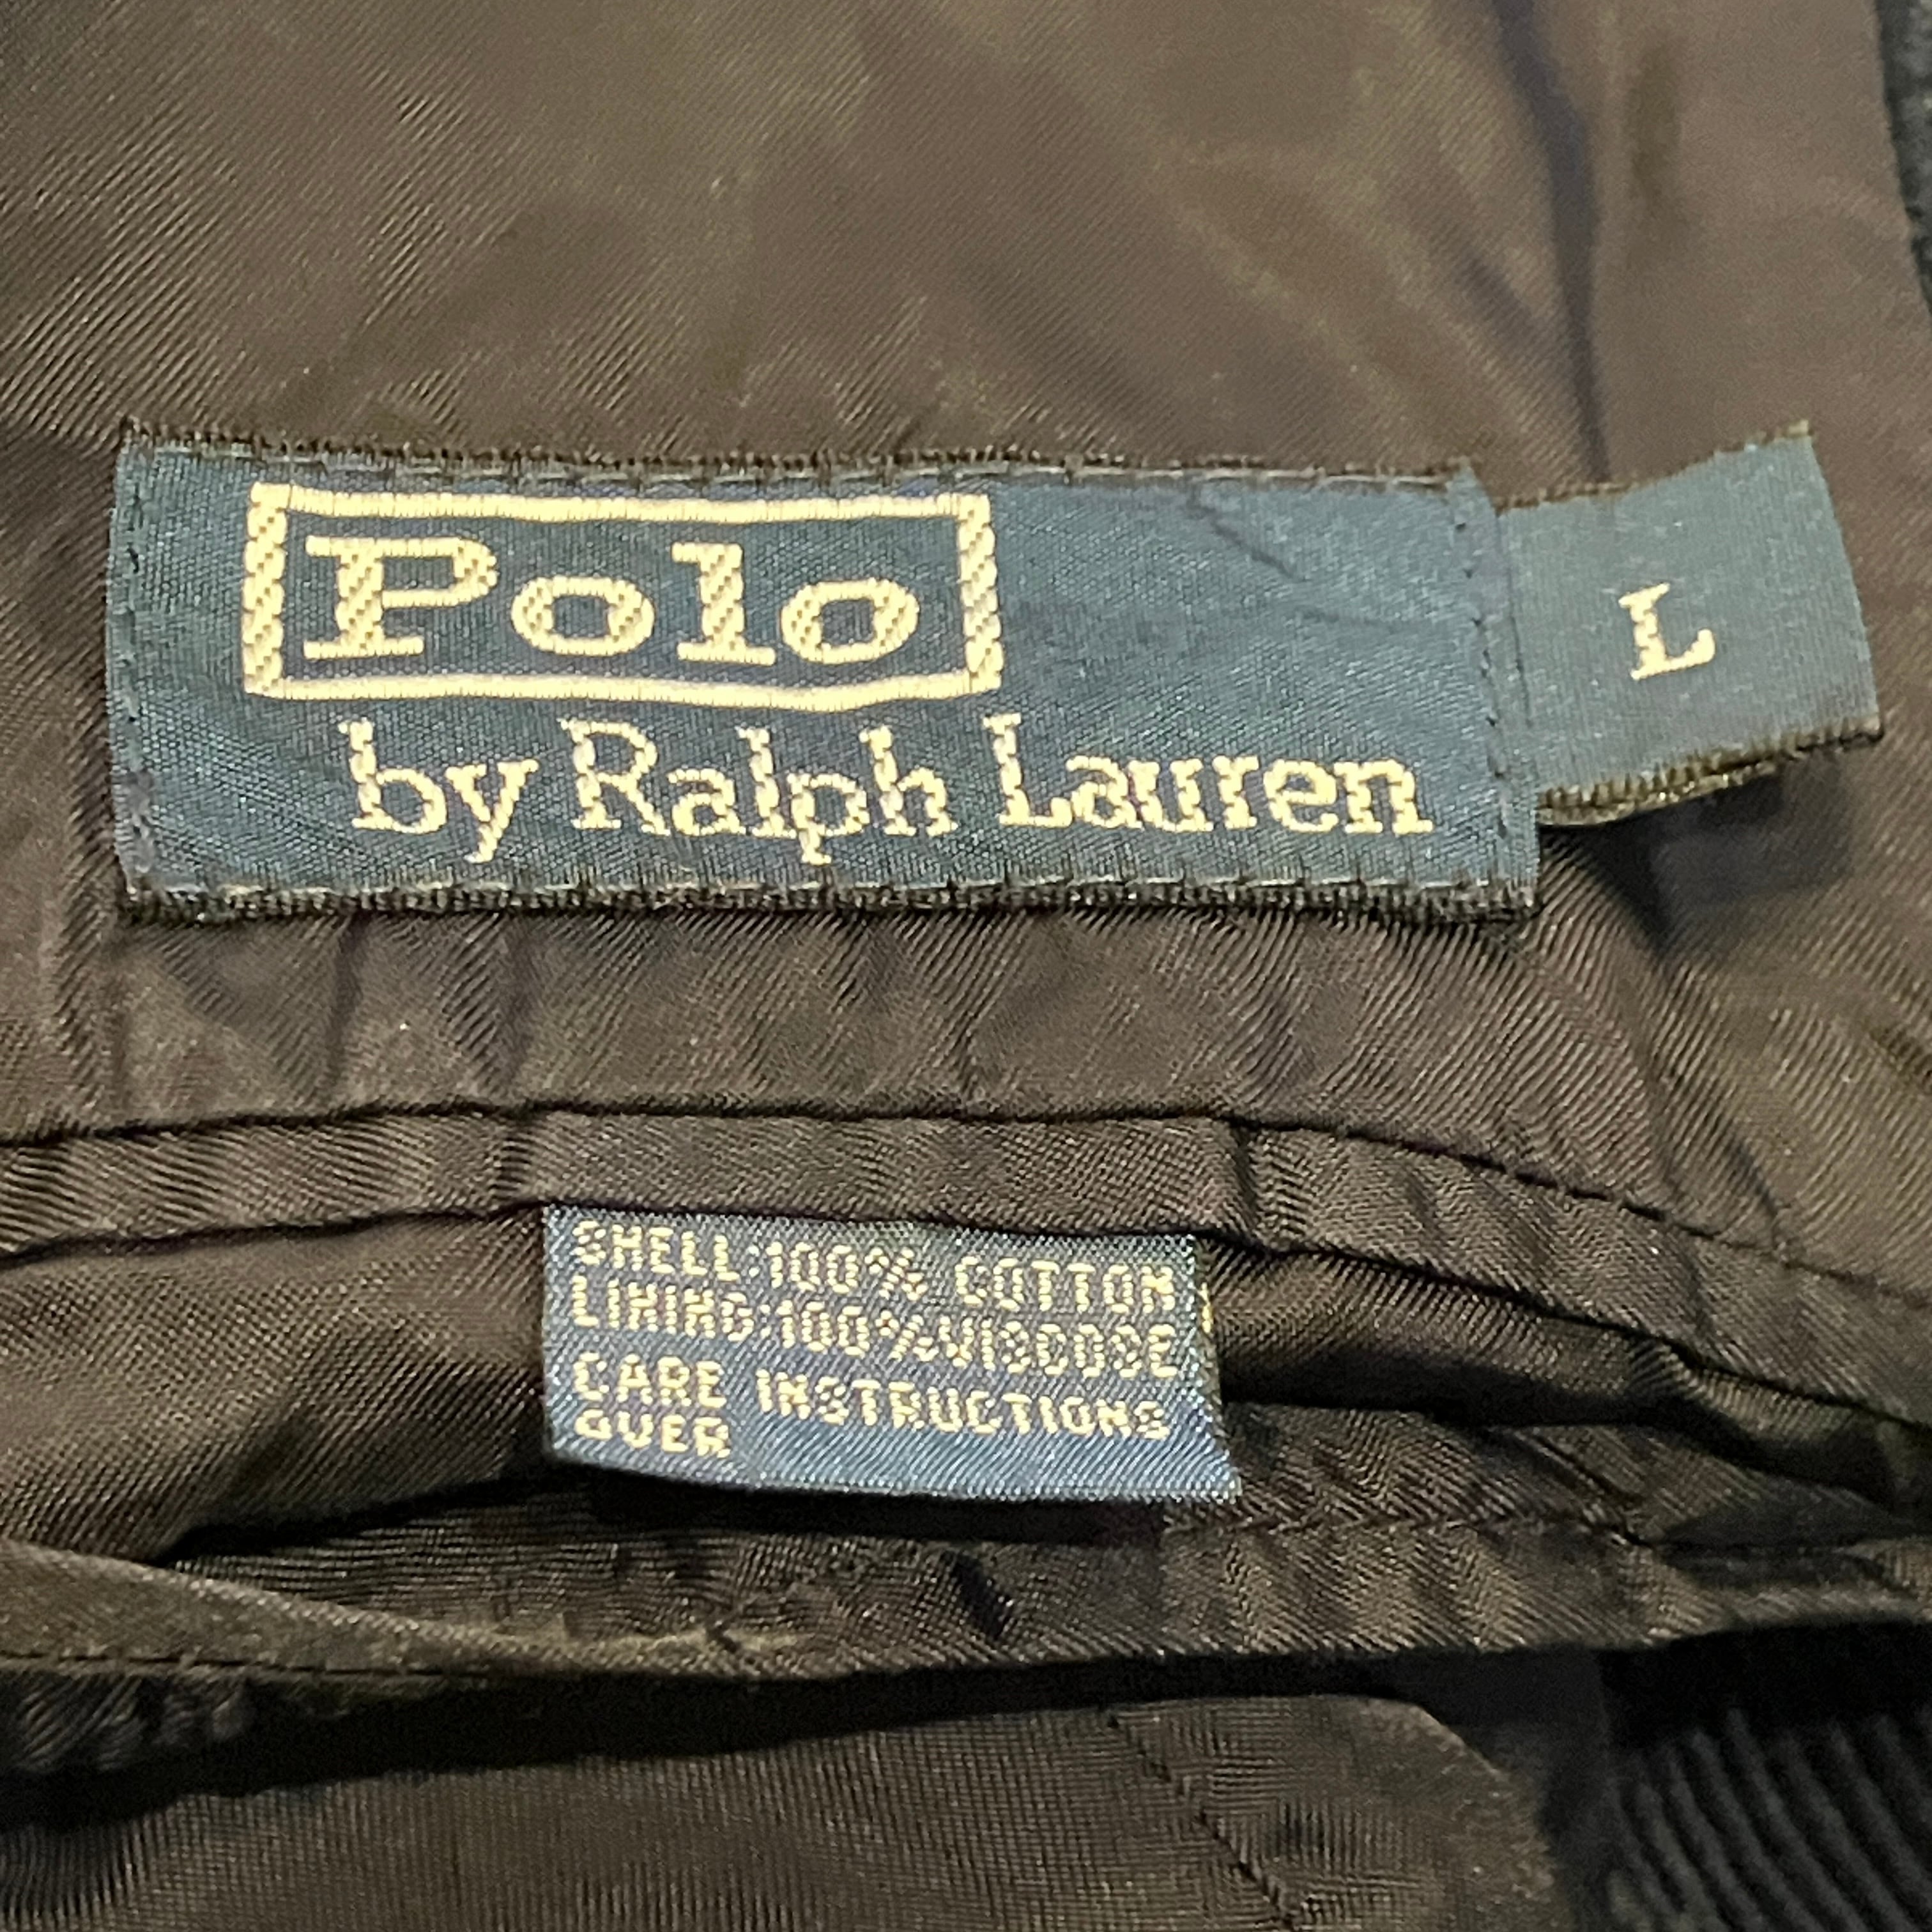 Polo
by Ralph Lauren
L
SHELL:100% COTTON
LINING:100%VISCOSE
CARE INSTRUCTIONS
OVER